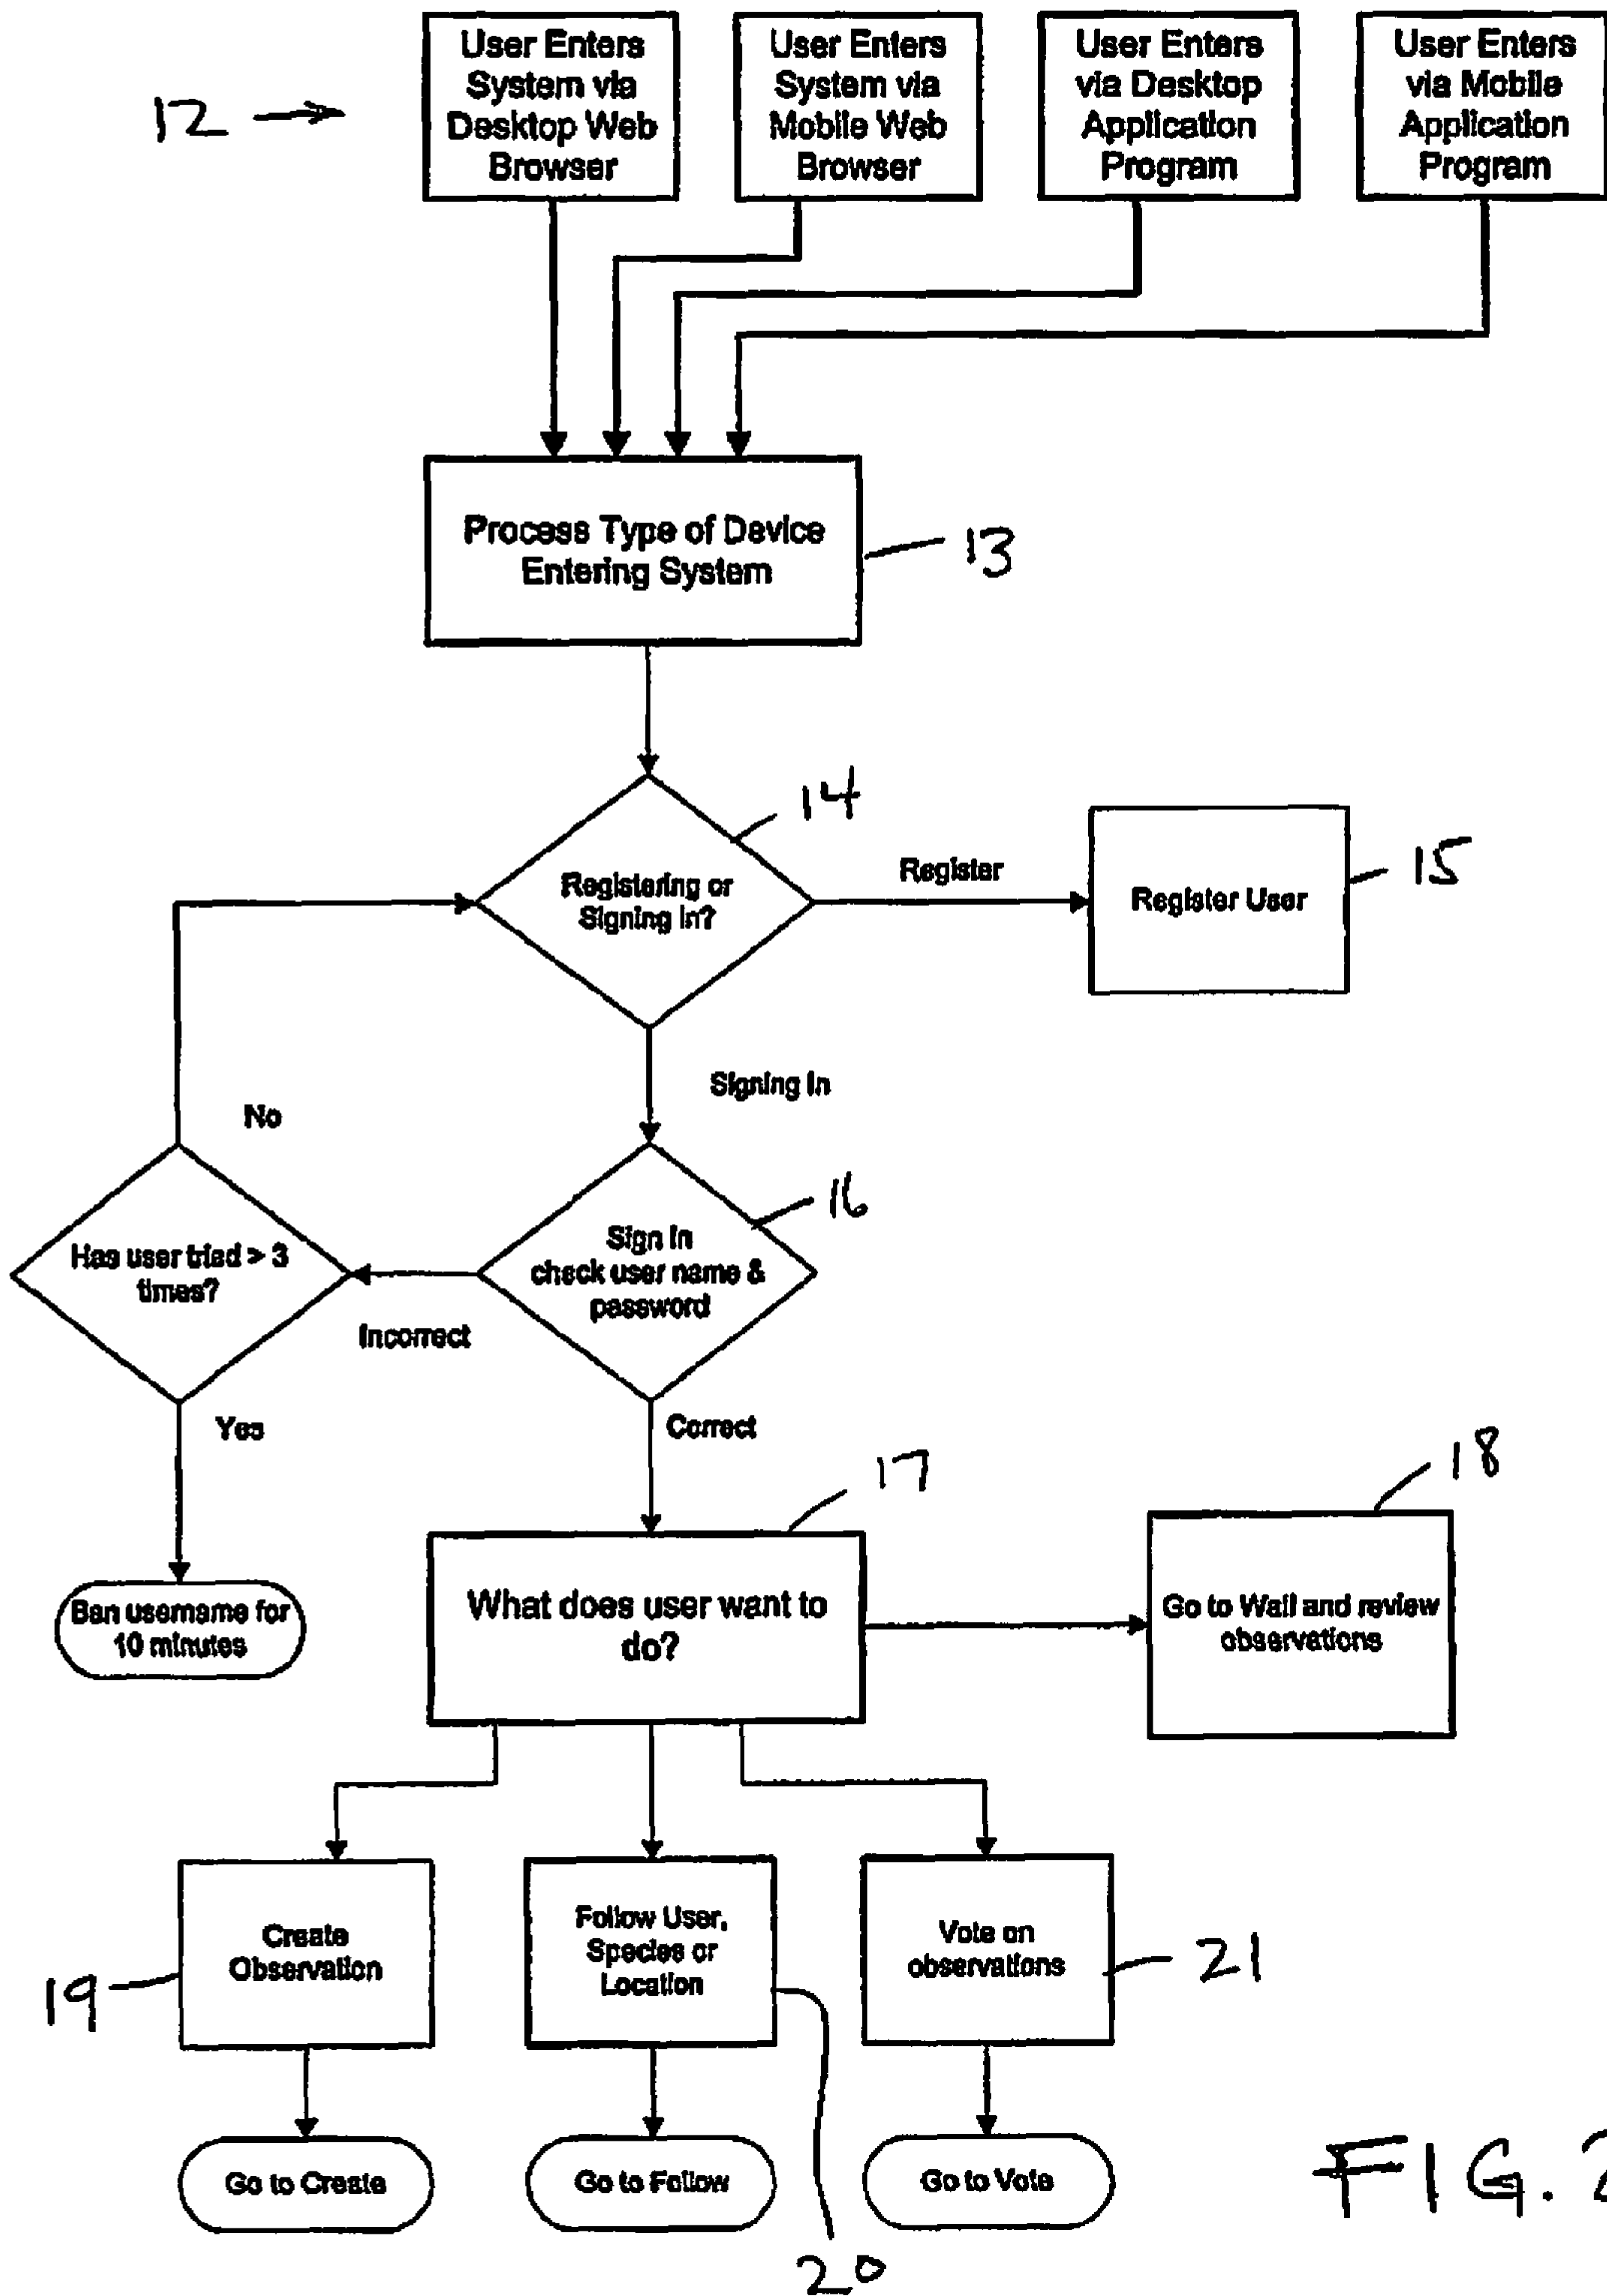 User Enters
System via
Desktop Web
Browser
User Enters
System via
Mobile Web
Browser
User Enters
via Desktop
Application
Program
User Enters
via Mobile
Application
Program
12
Process Type of Device
Entering System
13
14
Registering or
Signing in?
Register
Register User
15
Signing In
No
Has user tried > 3
times?
Sign In
check user name &
password
16
Incorrect
Yes
Correct
Ban username for
10 minutes
17
What does user want to
do?
18
Go to Wall and review
observations
Create
Observation
19
Follow User,
Species or
Location
20
Vote on
observations
21
Go to Create
Go to Follow
Go to Vote
FIG. 2